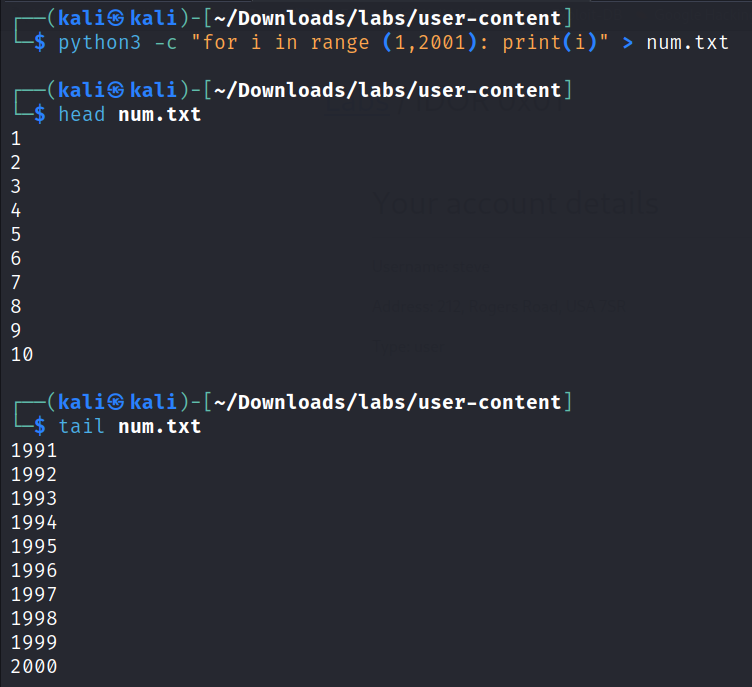 ┌──(kali㉿kali)-[~/Downloads/labs/user-content]
└─$ python3 -c "for i in range (1,2001): print(i)" > num.txt
┌──(kali㉿kali)-[~/Downloads/labs/user-content]
└─$ head num.txt
1
2
3
4
5
6
7
8
9
10
┌──(kali㉿kali)-[~/Downloads/labs/user-content]
└─$ tail num.txt
1991
1992
1993
1994
1995
1996
1997
1998
1999
2000
Your account details